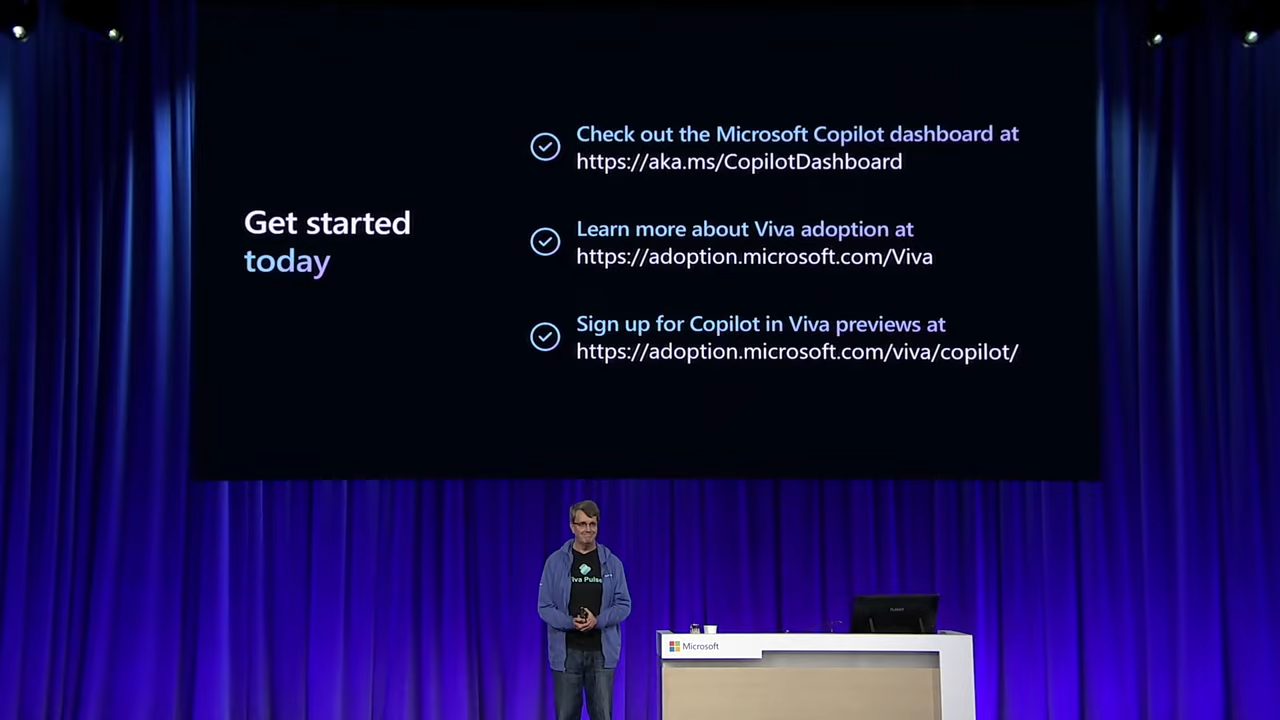 Get started
today
Check out the Microsoft Copilot dashboard at
https://aka.ms/CopilotDashboard
Learn more about Viva adoption at
https://adoption.microsoft.com/Viva
Sign up for Copilot in Viva previews at
https://adoption.microsoft.com/viva/copilot/
Viva Pulse
Microsoft